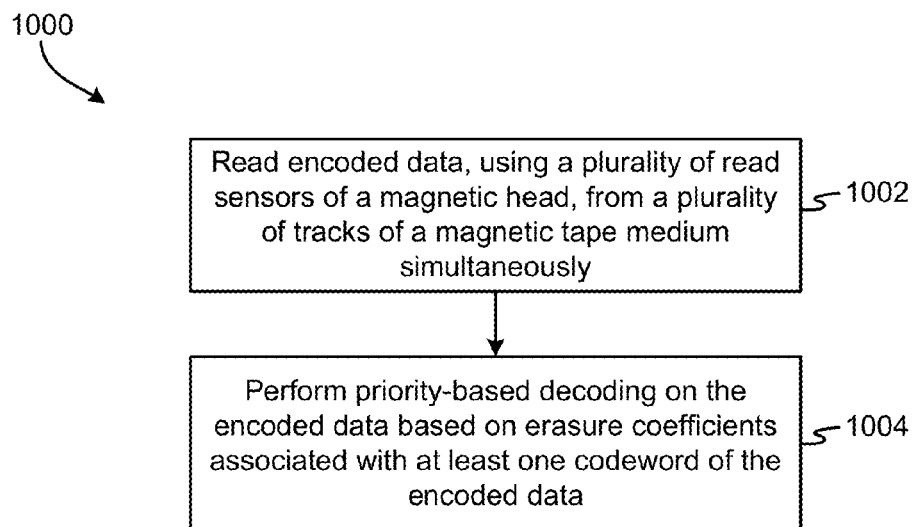 1000
Read encoded data, using a plurality of read
sensors of a magnetic head, from a plurality
of tracks of a magnetic tape medium
simultaneously
1002
Perform priority-based decoding on the
encoded data based on erasure coefficients
associated with at least one codeword of the
encoded data
1004